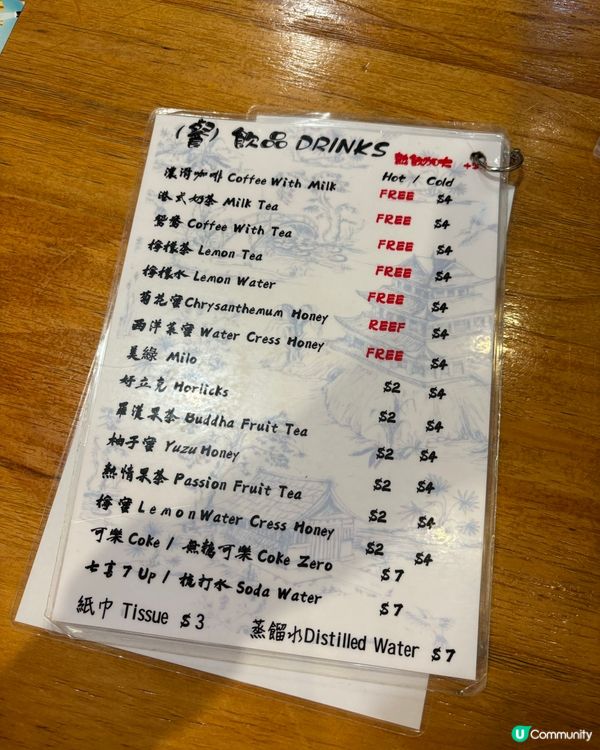 (餐) 飲品 DRINKS
Hot / Cold
濃滑咖啡 Coffee With Milk FREE $4
港式奶茶 Milk Tea FREE $4
鴛鴦 Coffee With Tea FREE $4
檸檬茶 Lemon Tea FREE $4
檸檬水 Lemon Water FREE $4
菊花蜜 Chrysanthemum Honey REEF $4
西洋菜蜜 Water Cress Honey FREE $4
美綠 Milo $2 $4
好立克 Horlicks $2 $4
羅漢果茶 Buddha Fruit Tea $2 $4
柚子蜜 Yuzu Honey $2 $4
熱情果茶 Passion Fruit Tea $2 $4
檸蜜 Lemon Water Cress Honey $2 $4
可樂 Coke / 無糖可樂 Coke Zero $7
七喜 7 Up / 梳打水 Soda Water $7
紙巾 Tissue $3 蒸餾水 Distilled Water $7
U Community